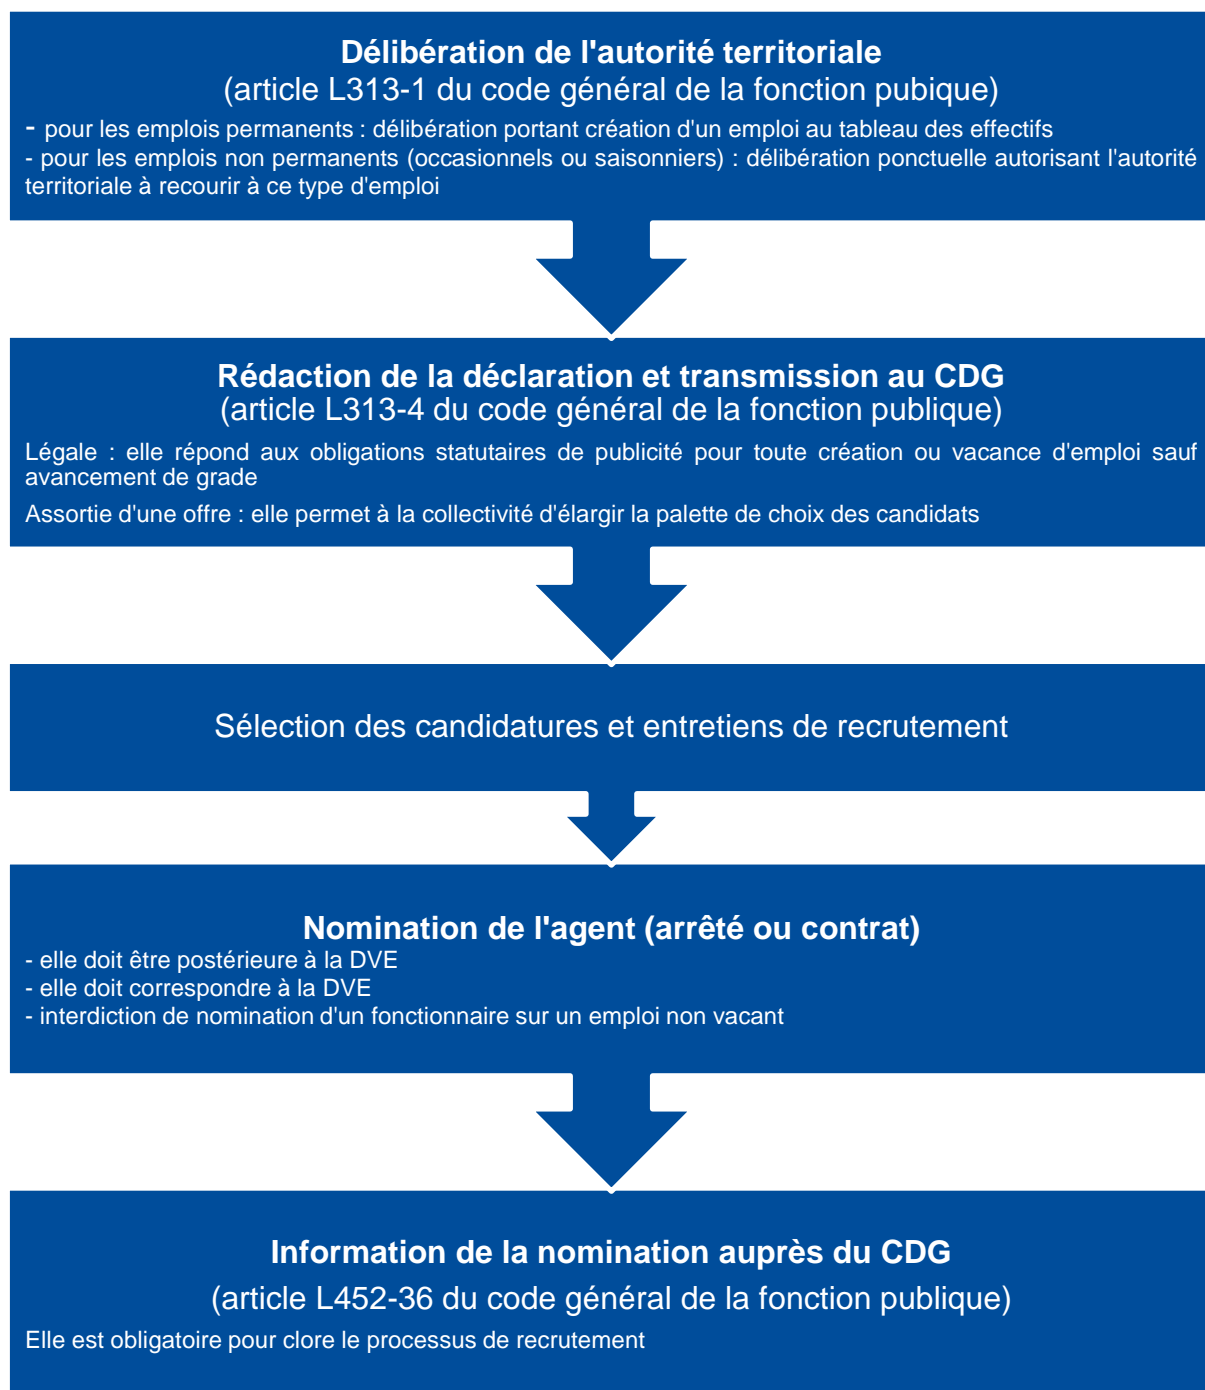 Délibération de l'autorité territoriale
(article L313-1 du code général de la fonction pubique)
- pour les emplois permanents : délibération portant création d'un emploi au tableau des effectifs
- pour les emplois non permanents (occasionnels ou saisonniers) : délibération ponctuelle autorisant l'autorité
territoriale à recourir à ce type d'emploi
Rédaction de la déclaration et transmission au CDG
(article L313-4 du code général de la fonction publique)
Légale : elle répond aux obligations statutaires de publicité pour toute création ou vacance d'emploi sauf
avancement de grade
Assortie d'une offre : elle permet à la collectivité d'élargir la palette de choix des candidats
Sélection des candidatures et entretiens de recrutement
Nomination de l'agent (arrêté ou contrat)
- elle doit être postérieure à la DVE
- elle doit correspondre à la DVE
- interdiction de nomination d'un fonctionnaire sur un emploi non vacant
Information de la nomination auprès du CDG
(article L452-36 du code général de la fonction publique)
Elle est obligatoire pour clore le processus de recrutement